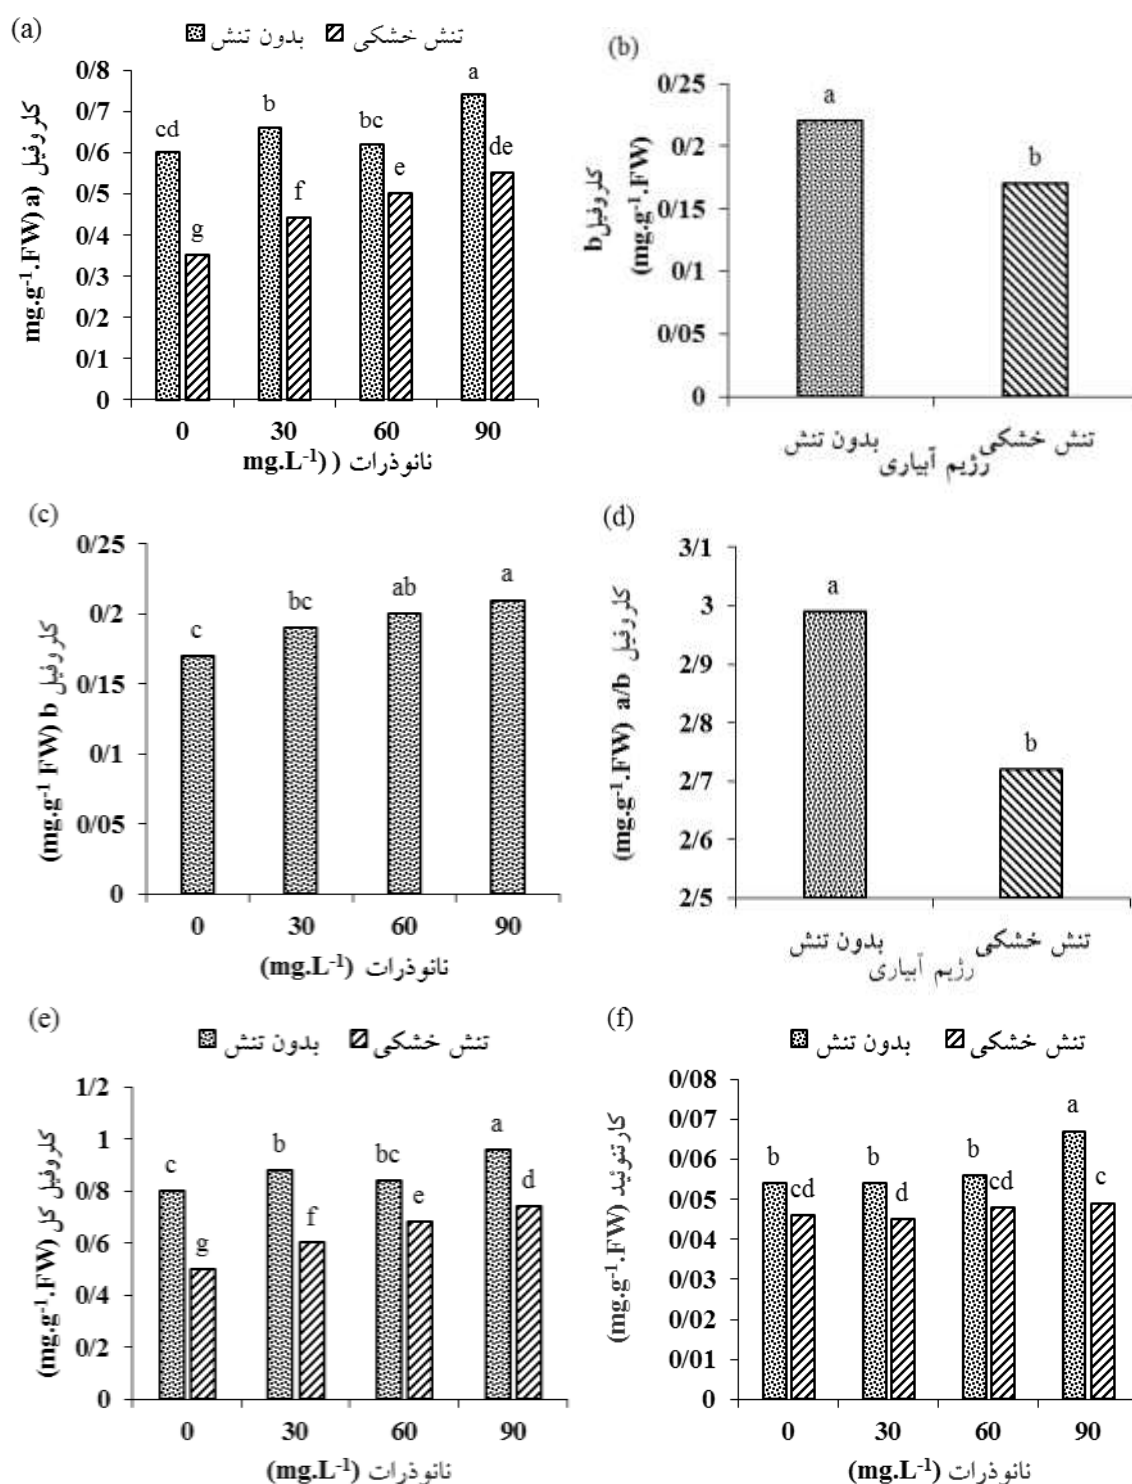 (a)
بدون تنش تنش خشکی
کلروفیل a) mg.g-1.FW)
0/8
0/7
0/6
0/5
0/4
0/3
0/2
0/1
0
cd g b f bc e a de
0 30 60 90
نانوذرات ( (mg.L-1
(b)
کلروفیل b
(mg.g-1.FW)
0/25
0/2
0/15
0/1
0/05
0
a b
بدون تنش تنش خشکی
رژیم آبیاری
(c)
کلروفیل b (mg.g-1 FW)
0/25
0/2
0/15
0/1
0/05
0
c bc ab a
0 30 60 90
نانوذرات (mg.L-1)
(d)
کلروفیل a/b (mg.g-1.FW)
3/1
3
2/9
2/8
2/7
2/6
2/5
a b
بدون تنش تنش خشکی
رژیم آبیاری
(e)
بدون تنش تنش خشکی
کلروفیل کل (mg.g-1.FW)
1/2
1
0/8
0/6
0/4
0/2
0
c g b f bc e a d
0 30 60 90
نانوذرات (mg.L-1)
(f)
بدون تنش تنش خشکی
کارتنوئید (mg.g-1.FW)
0/08
0/07
0/06
0/05
0/04
0/03
0/02
0/01
0
b cd b d b cd a c
0 30 60 90
نانوذرات (mg.L-1)